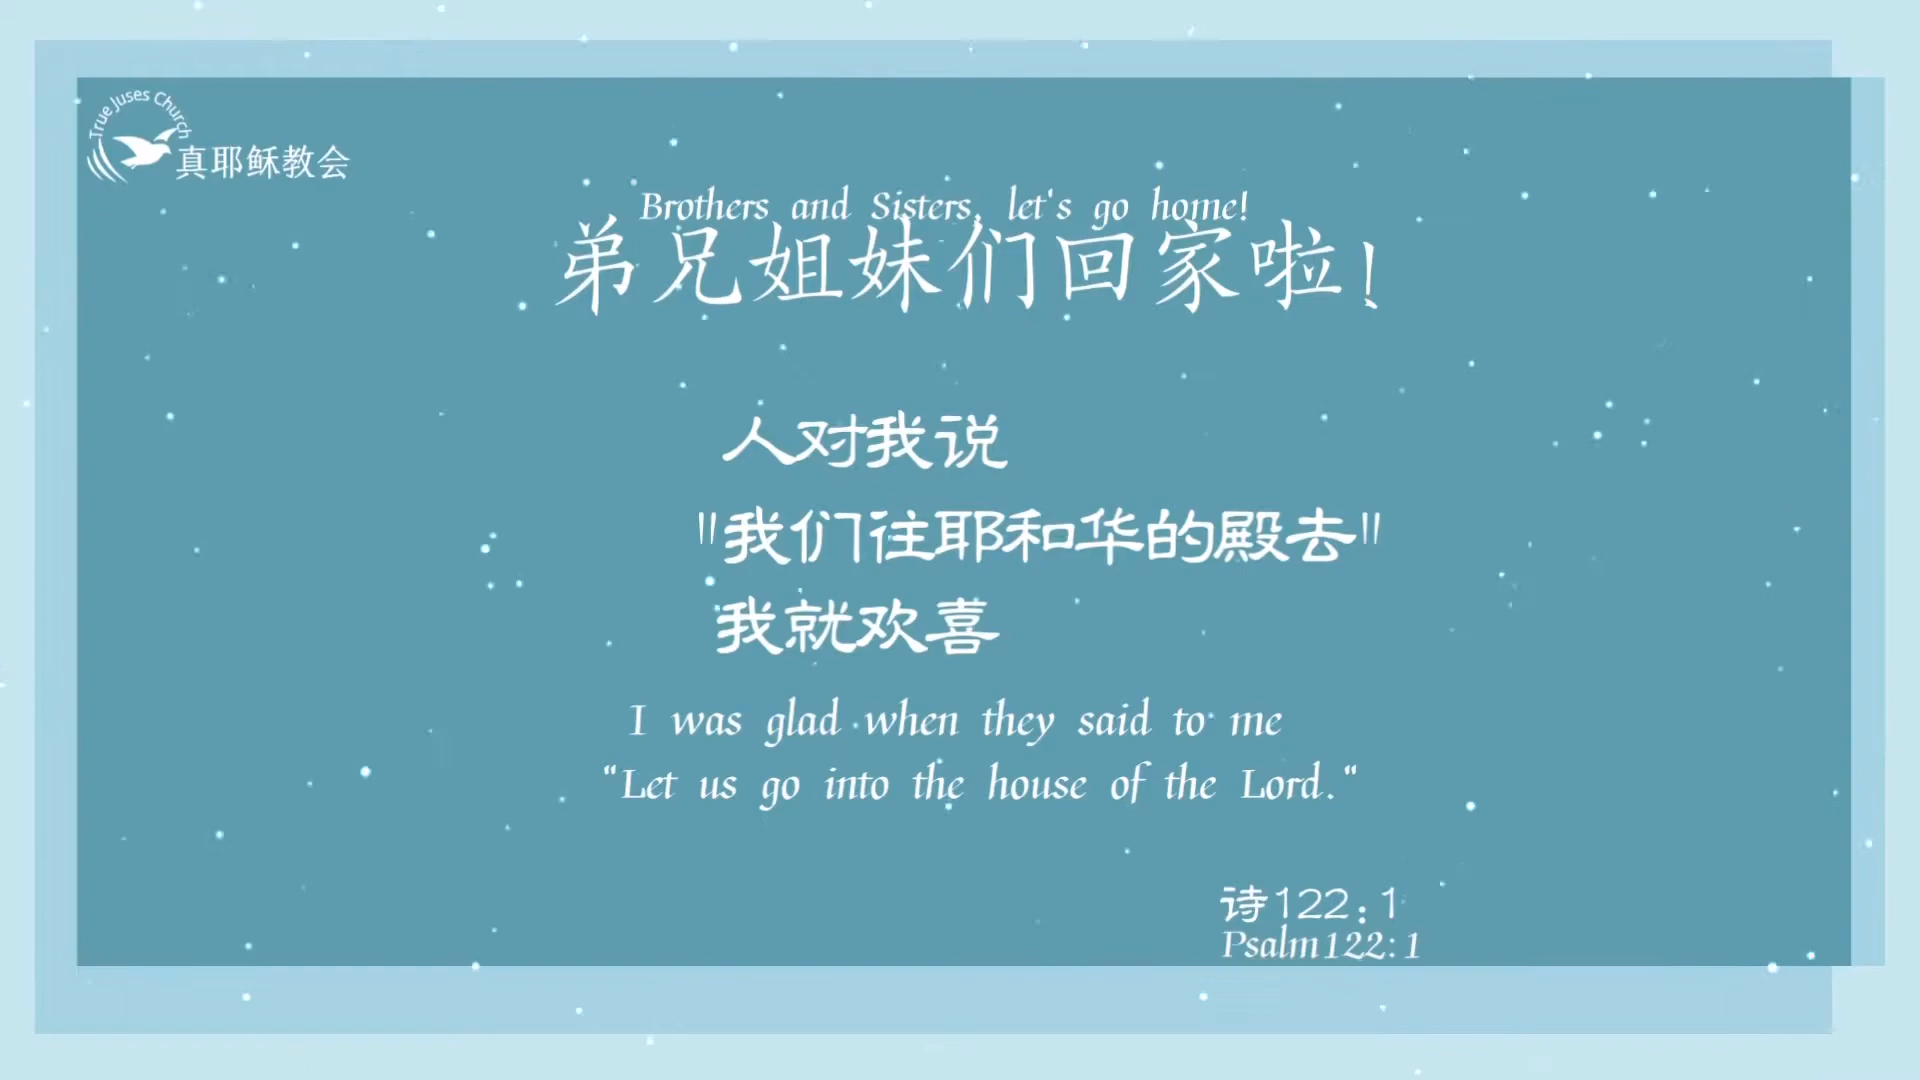 True Juses Church
真耶稣教会
Brothers and Sisters, let's go home!
弟兄姐妹们回家啦!
人对我说
"我们往耶和华的殿去"
我就欢喜
I was glad when they said to me
"Let us go into the house of the Lord."
诗122:1
Psalm122:1